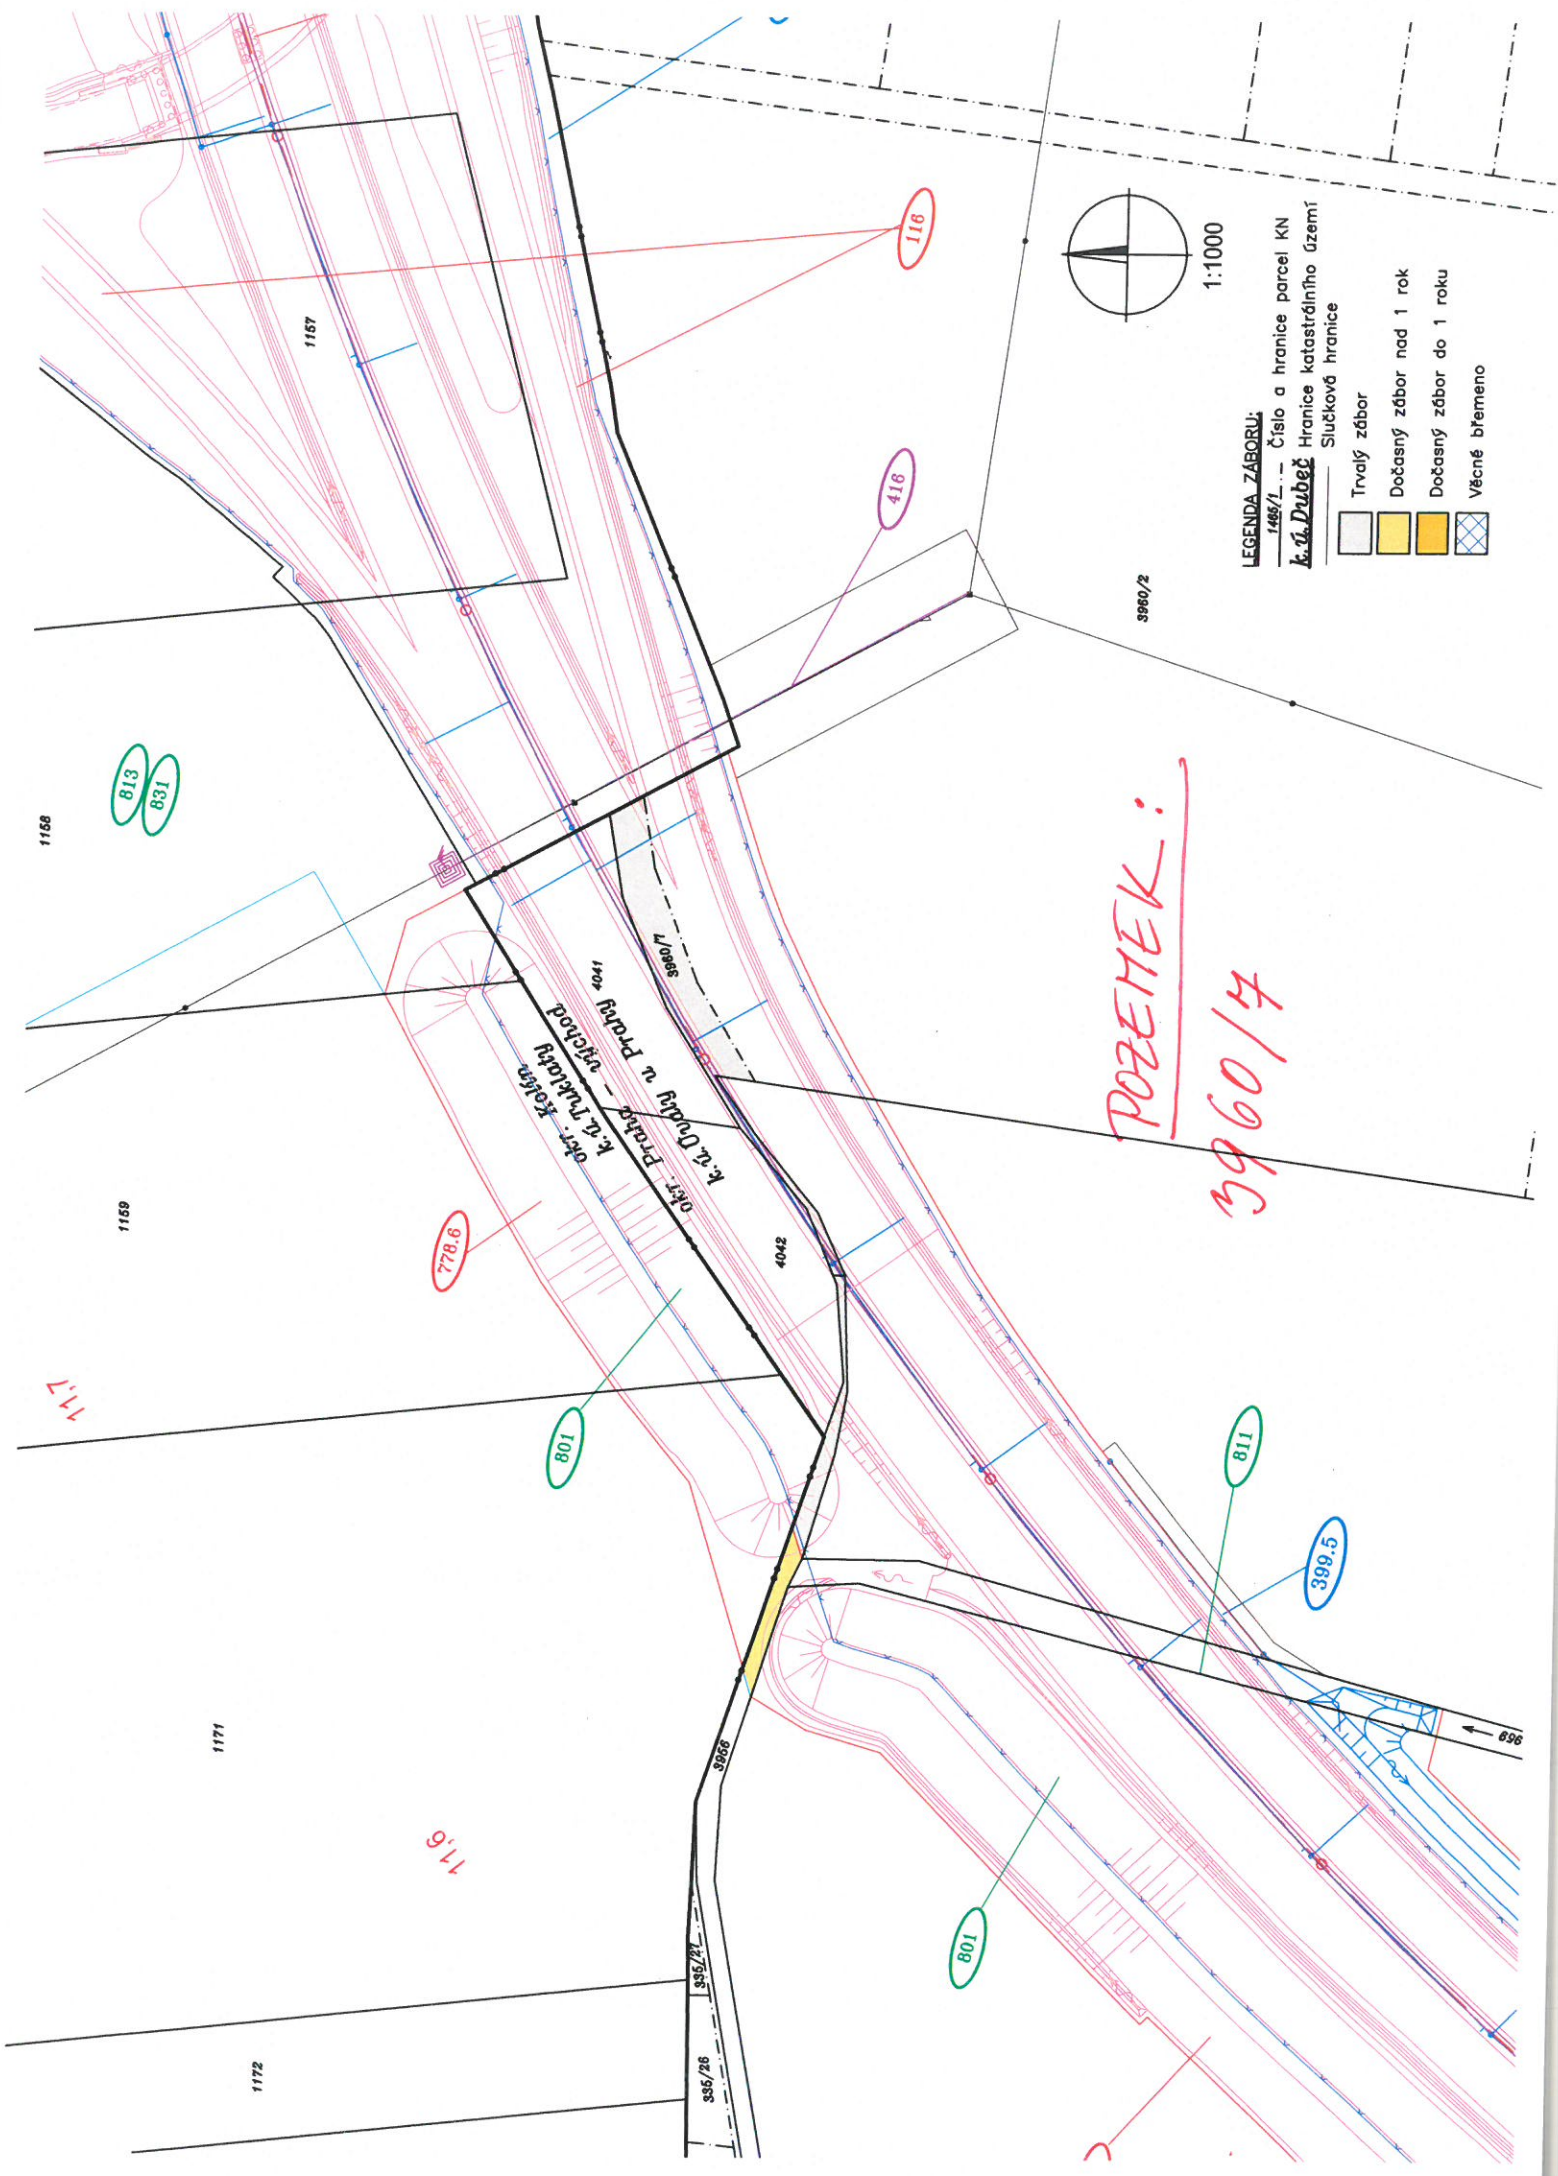 1157
116
1158
813
831
416
3960/2
1:1000
LEGENDA ZÁBORU:
1465/1 Číslo a hranice parcel KN
k.ú.Dubeč Hranice katastrálního území
Slučková hranice
Trvalý zábor
Dočasný zábor nad 1 rok
Dočasný zábor do 1 roku
Věcné břemeno
1159
778.6
okr. Kolín
k.ú. Tuklaty
okr. Praha - východ
k.ú. Úvaly u Prahy
4041
3960/7
4042
POZEMEK:
3960/7
11,7
801
811
399.5
1171
3956
11,6
801
969
1172
335/27
335/26